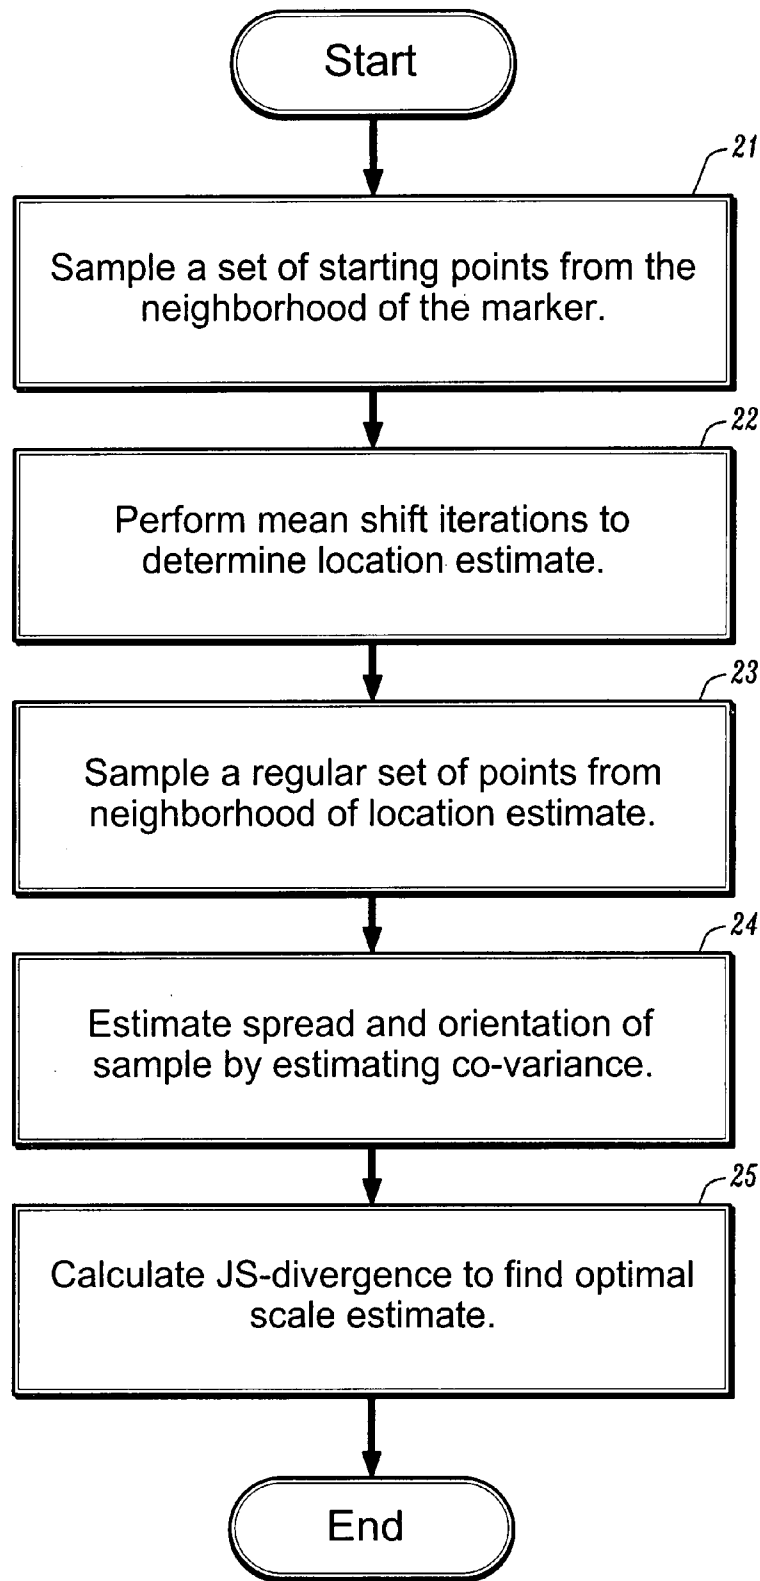 Start
21
Sample a set of starting points from the
neighborhood of the marker.
22
Perform mean shift iterations to
determine location estimate.
23
Sample a regular set of points from
neighborhood of location estimate.
24
Estimate spread and orientation of
sample by estimating co-variance.
25
Calculate JS-divergence to find optimal
scale estimate.
End